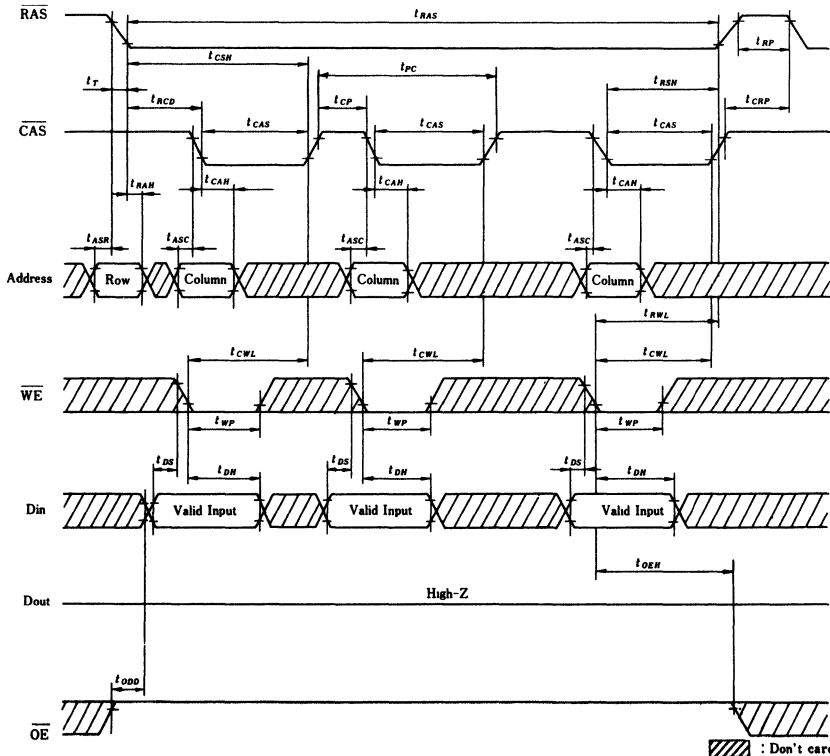 RAS
tRAS
tRP
tCSH
tPC
tT
tRCD
tCP
tRSH
tCRP
CAS
tCAS
tCAS
tCAS
tRAH
tCAH
tCAH
tCAH
tASR
tASC
tASC
tASC
Address
Row
Column
Column
Column
tRWL
tCWL
tCWL
tCWL
WE
tWP
tWP
tWP
tDS
tDH
tDS
tDH
tDS
tDH
Din
Valid Input
Valid Input
Valid Input
tOEH
Dout
High-Z
tODD
OE
: Don't care